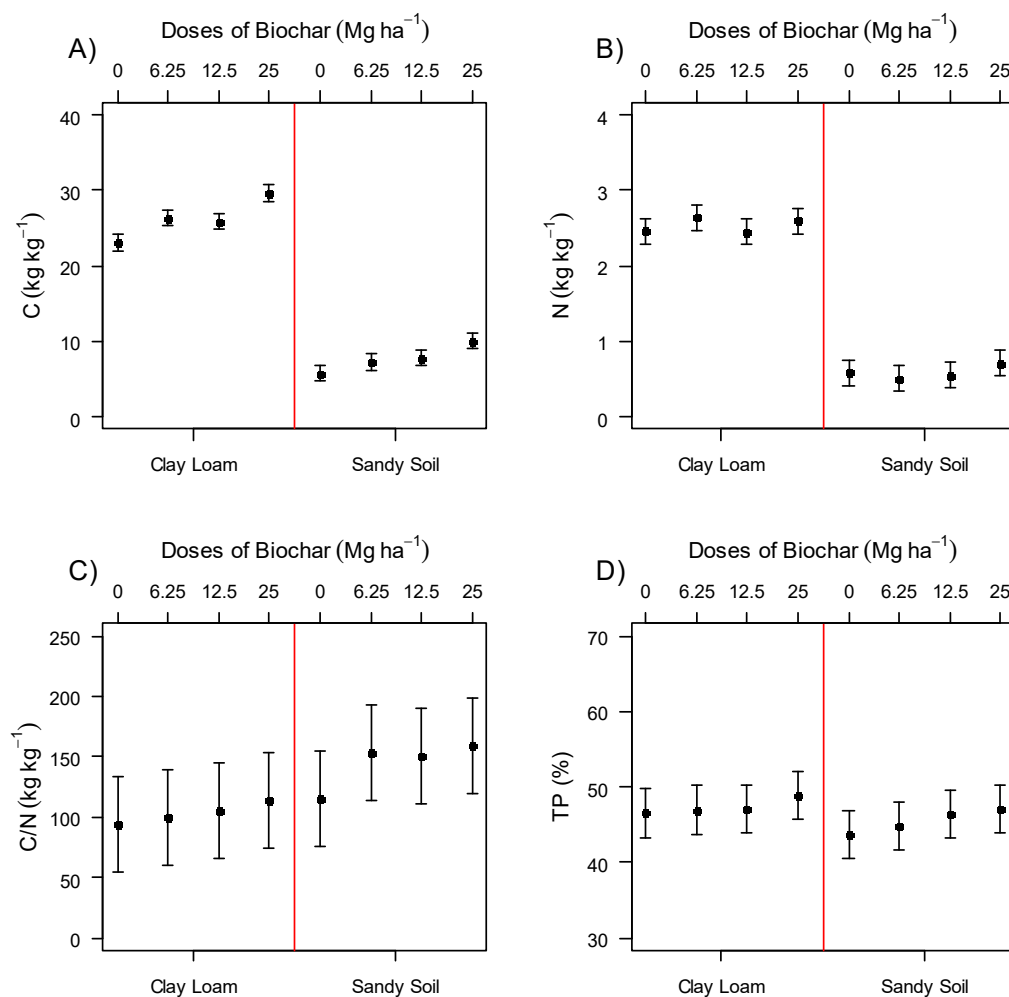 A)
Doses of Biochar (Mg ha⁻¹)
0 6.25 12.5 25 0 6.25 12.5 25
40
30
20
10
0
C (kg kg⁻¹)
Clay Loam Sandy Soil
B)
Doses of Biochar (Mg ha⁻¹)
0 6.25 12.5 25 0 6.25 12.5 25
4
3
2
1
0
N (kg kg⁻¹)
Clay Loam Sandy Soil
C)
Doses of Biochar (Mg ha⁻¹)
0 6.25 12.5 25 0 6.25 12.5 25
250
200
150
100
50
0
C/N (kg kg⁻¹)
Clay Loam Sandy Soil
D)
Doses of Biochar (Mg ha⁻¹)
0 6.25 12.5 25 0 6.25 12.5 25
70
60
50
40
30
TP (%)
Clay Loam Sandy Soil